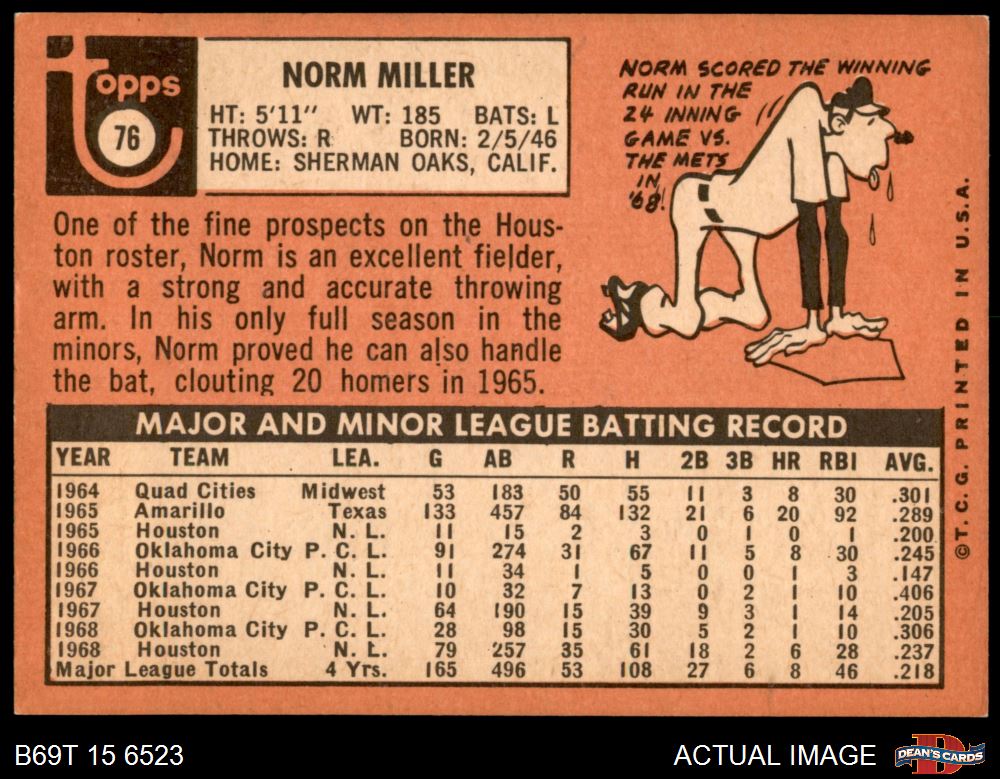 Topps
76
NORM MILLER
HT: 5'11" WT: 185 BATS: L
THROWS: R BORN: 2/5/46
HOME: SHERMAN OAKS, CALIF.
NORM SCORED THE WINNING
RUN IN THE
24 INNING
GAME VS.
THE METS
IN
'68!
One of the fine prospects on the Hous-
ton roster, Norm is an excellent fielder,
with a strong and accurate throwing
arm. In his only full season in the
minors, Norm proved he can also handle
the bat, clouting 20 homers in 1965.
MAJOR AND MINOR LEAGUE BATTING RECORD
YEAR TEAM LEA. G AB R H 2B 3B HR RBI AVG.
1964 Quad Cities Midwest 53 183 50 55 11 3 8 30 .301
1965 Amarillo Texas 133 457 84 132 21 6 20 92 .289
1965 Houston N. L. 11 15 2 3 0 1 0 1 .200
1966 Oklahoma City P. C. L. 91 274 31 67 11 5 8 30 .245
1966 Houston N. L. 11 34 1 5 0 0 1 3 .147
1967 Oklahoma City P. C. L. 10 32 7 13 0 2 1 10 .406
1967 Houston N. L. 64 190 15 39 9 3 1 14 .205
1968 Oklahoma City P. C. L. 28 98 15 30 5 2 1 10 .306
1968 Houston N. L. 79 257 35 61 18 2 6 28 .237
Major League Totals 4 Yrs. 165 496 53 108 27 6 8 46 .218
©T. C. G. PRINTED IN U.S.A.
B69T 15 6523
ACTUAL IMAGE
DEAN'S CARDS